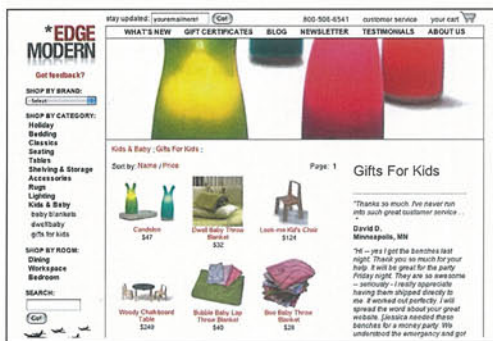 stay updated: youremailhere! Go!
800-508-6541 customer service your cart
*EDGE
MODERN
WHAT'S NEW GIFT CERTIFICATES BLOG NEWSLETTER TESTIMONIALS ABOUT US
Got feedback?
SHOP BY BRAND:
- Select
SHOP BY CATEGORY:
Holiday
Bedding
Classics
Seating
Tables
Shelving & Storage
Accessories
Rugs
Lighting
Kids & Baby
baby blankets
dwellbaby
gifts for kids
SHOP BY ROOM:
Dining
Workspace
Bedroom
SEARCH:
Go!
Kids & Baby : Gifts For Kids :
Sort by: Name / Price
Page: 1
Candeloo
$47
Dwell Baby Throw
Blanket
$32
Look-me Kid's Chair
$124
Woody Chalkboard
Table
$240
Bubble Baby Lap
Throw Blanket
$40
Boo Baby Throw
Blanket
$28
Gifts For Kids
"Thanks so much. I've never run
into such great customer service . .
."
David D.
Minneapolis, MN
"Hi -- yes I got the benches last
night. Thank you so much for your
help. It will be great for the party
Friday night. They are so awesome
-- seriously - I really appreciate
having them shipped directly to
me. It worked out perfectly. I will
spread the word about your great
website. [Jessica needed these
benches for a money party. We
understood the emergency and got